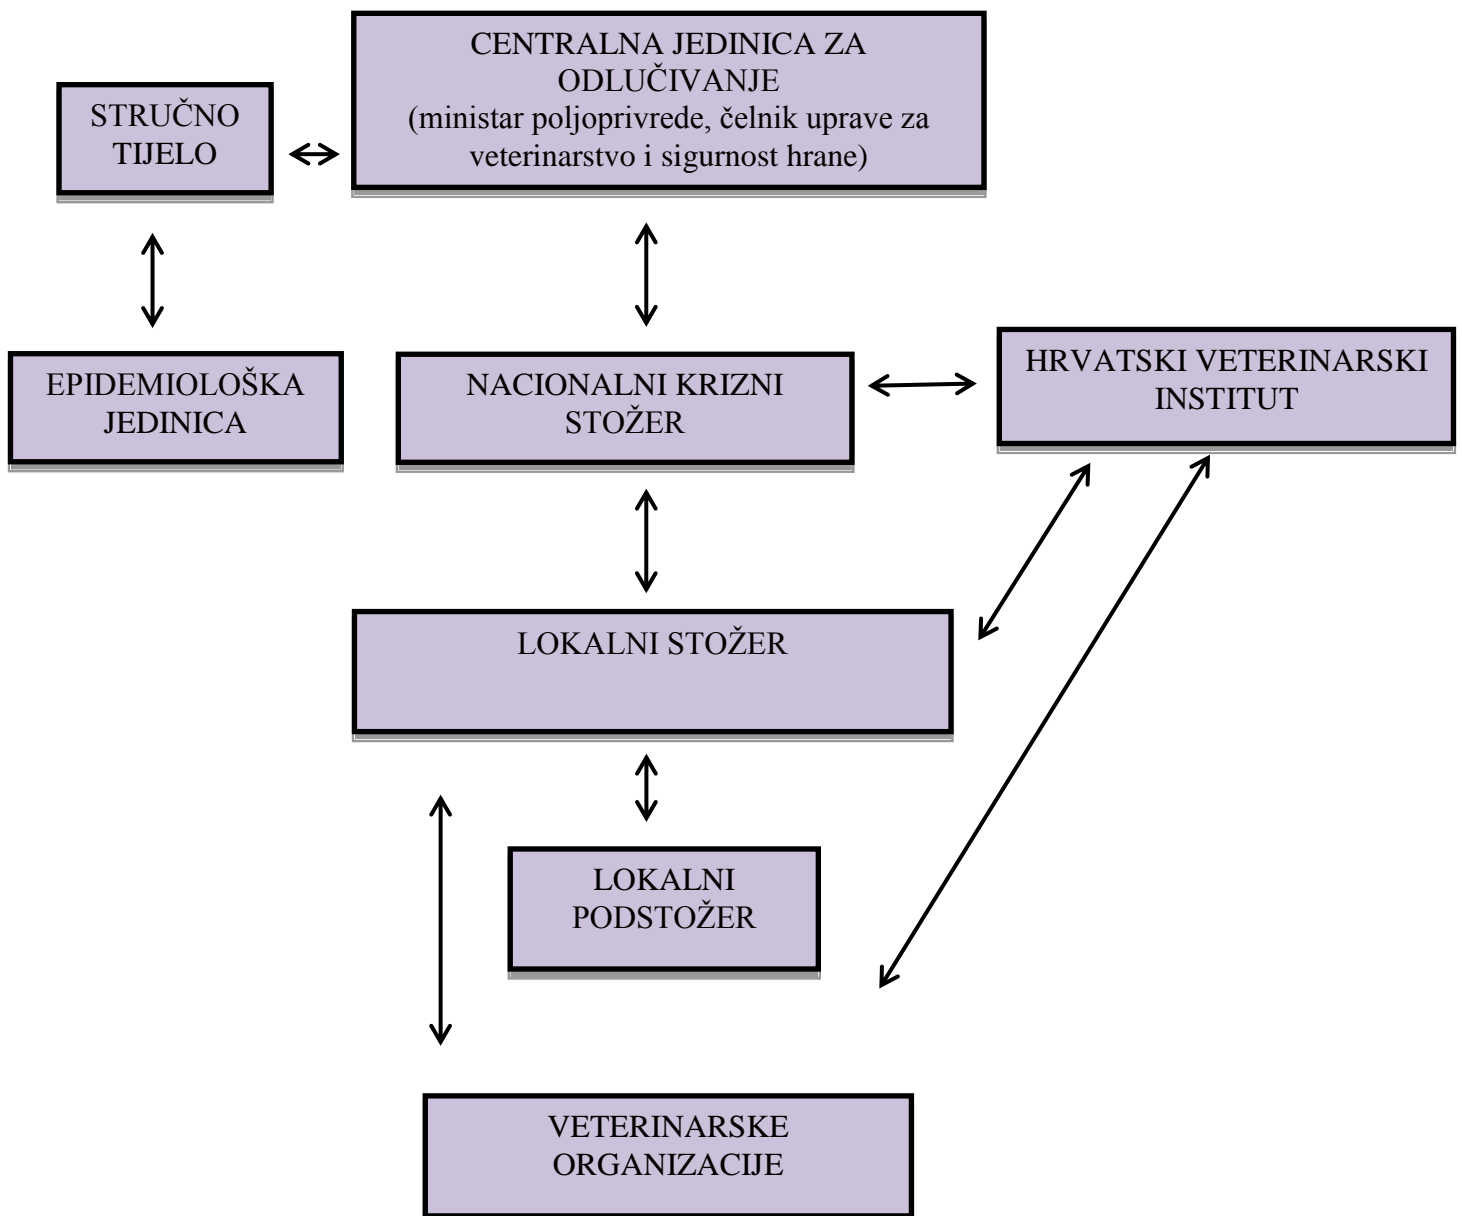 CENTRALNA JEDINICA ZA
ODLUČIVANJE
(ministar poljoprivrede, čelnik uprave za
veterinarstvo i sigurnost hrane)
STRUČNO
TIJELO
EPIDEMIOLOŠKA
JEDINICA
NACIONALNI KRIZNI
STOŽER
HRVATSKI VETERINARSKI
INSTITUT
LOKALNI STOŽER
LOKALNI
PODSTOŽER
VETERINARSKE
ORGANIZACIJE